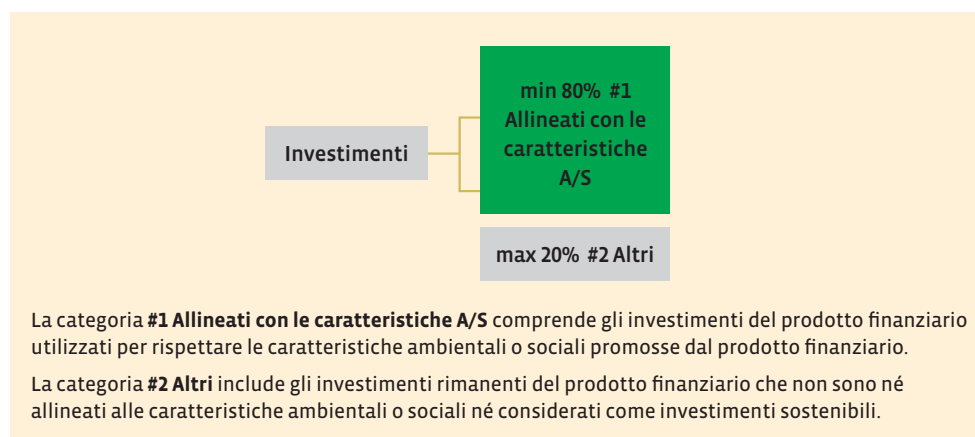 min 80% #1
Allineati con le
caratteristiche
A/S
Investimenti
max 20% #2 Altri
La categoria #1 Allineati con le caratteristiche A/S comprende gli investimenti del prodotto finanziario
utilizzati per rispettare le caratteristiche ambientali o sociali promosse dal prodotto finanziario.
La categoria #2 Altri include gli investimenti rimanenti del prodotto finanziario che non sono né
allineati alle caratteristiche ambientali o sociali né considerati come investimenti sostenibili.